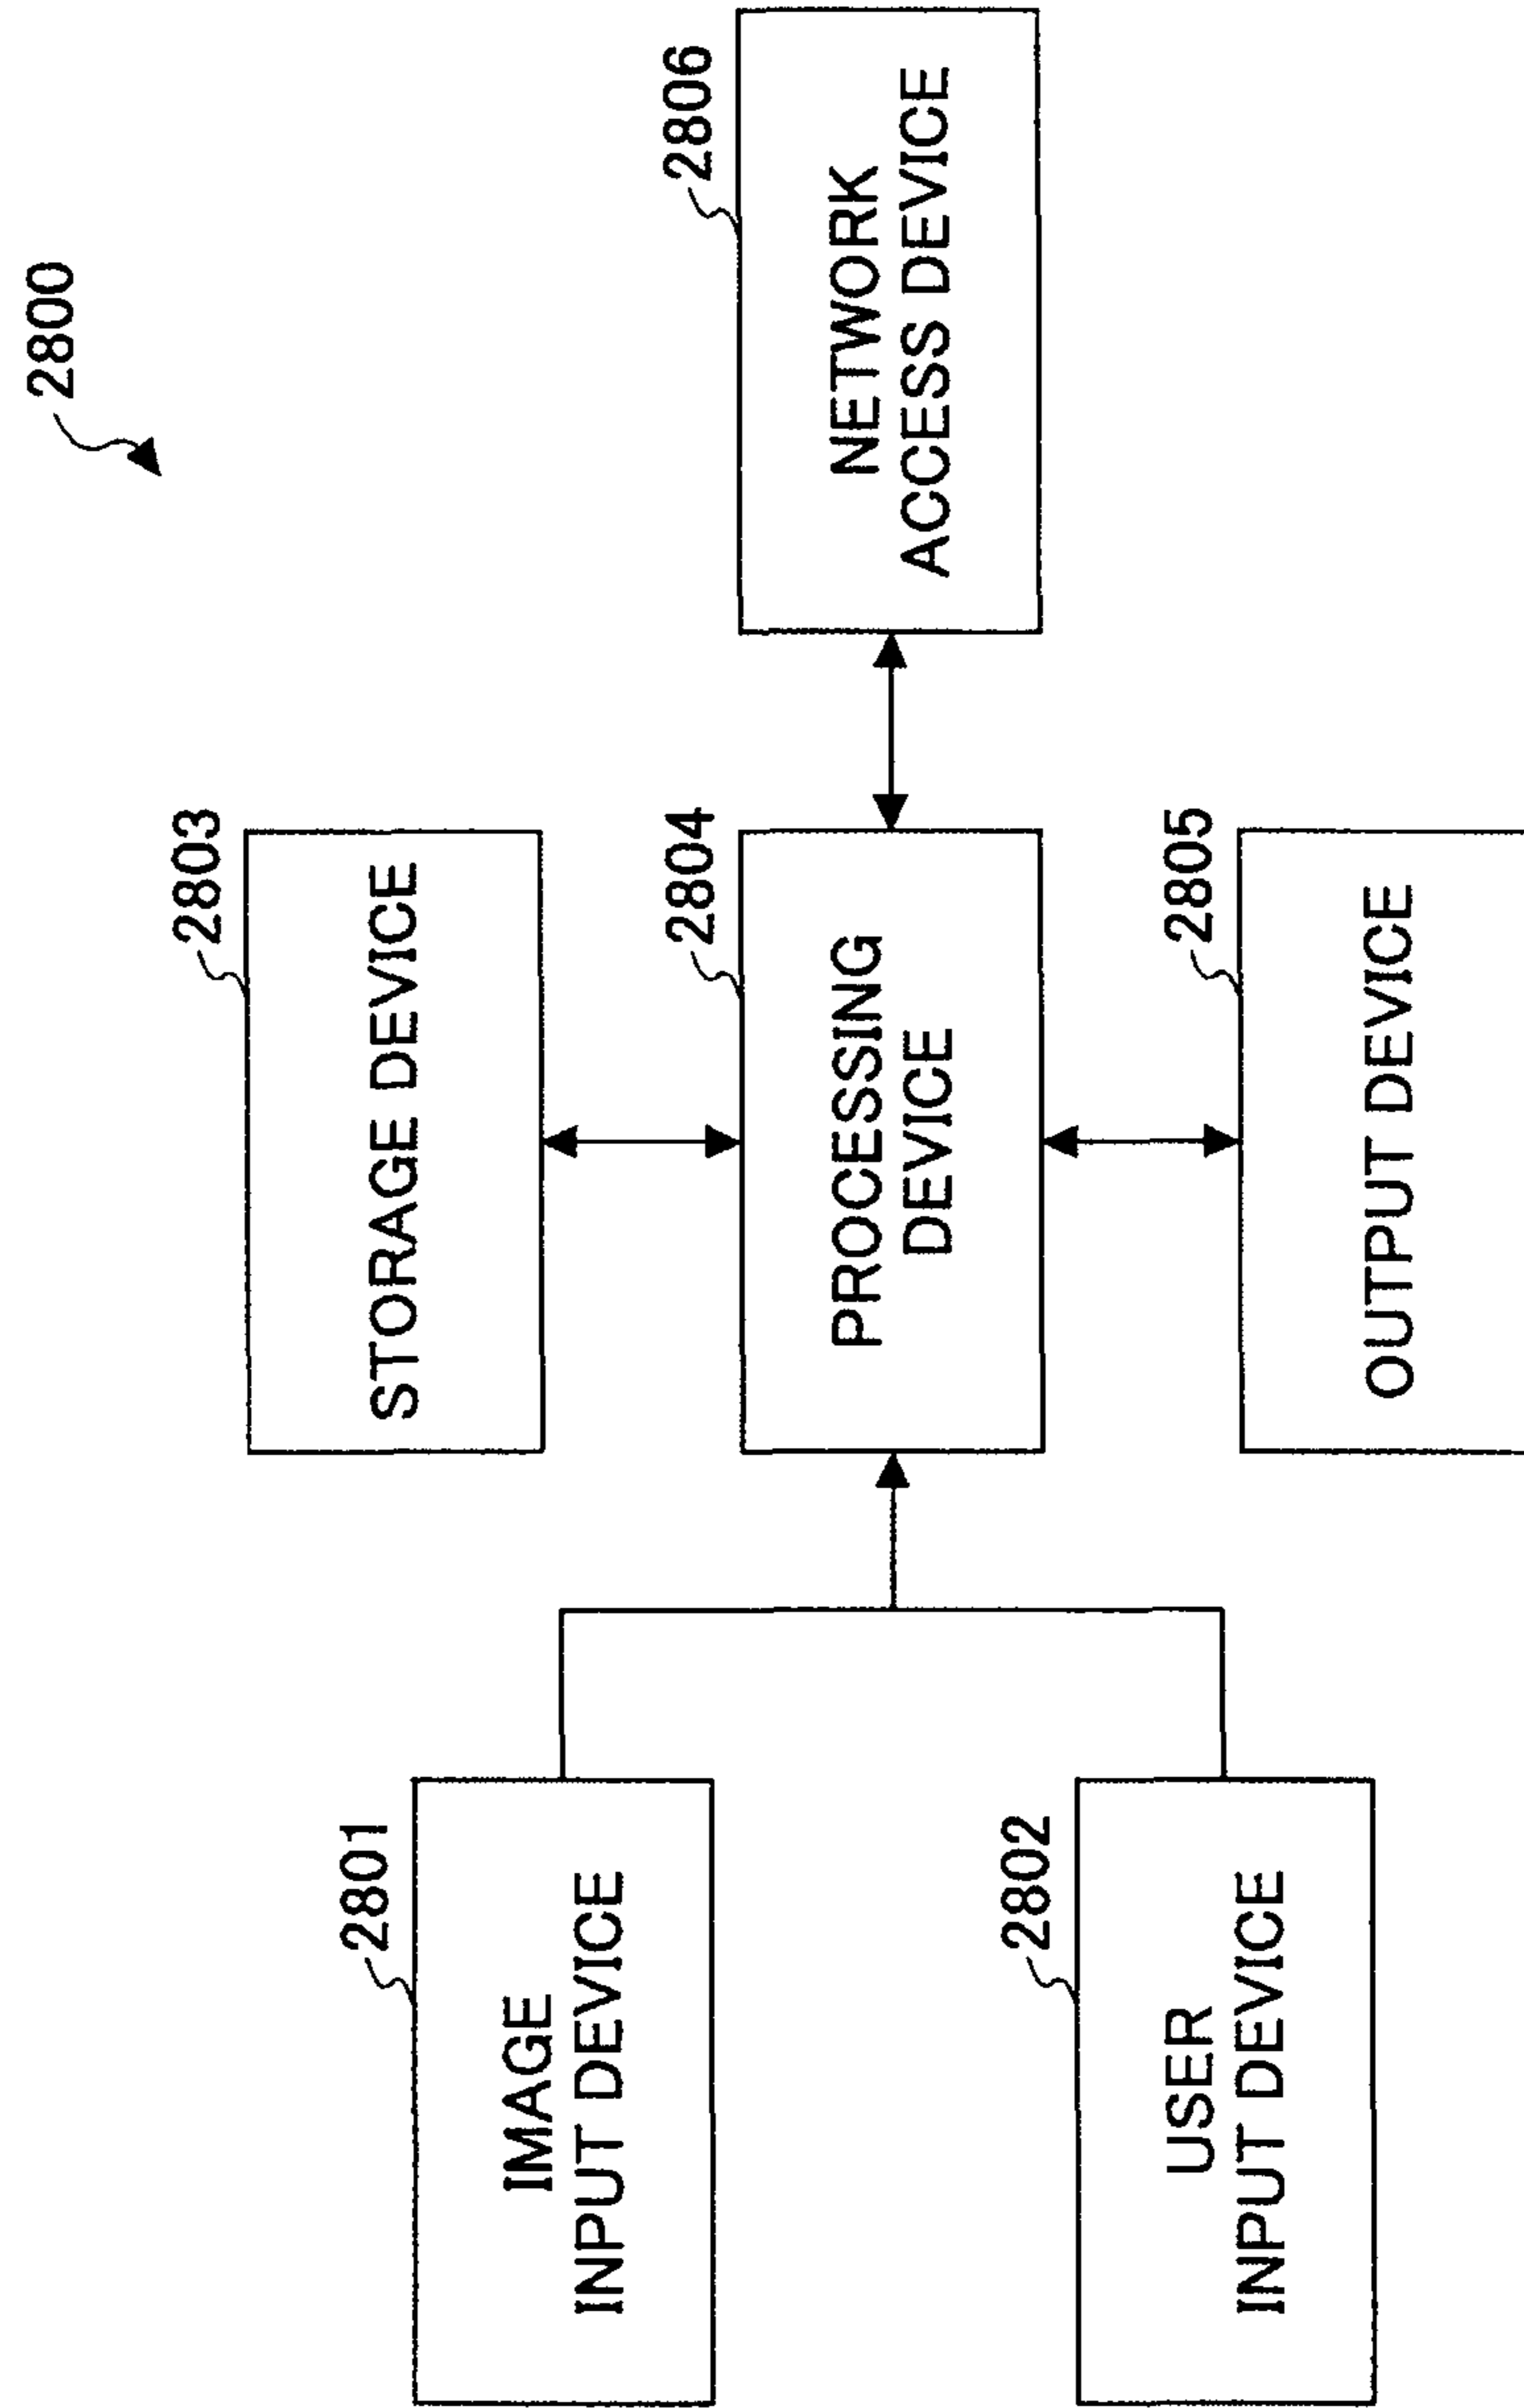 2800
2801
IMAGE
INPUT DEVICE
2802
USER
INPUT DEVICE
2803
STORAGE DEVICE
2804
PROCESSING
DEVICE
2805
OUTPUT DEVICE
2806
NETWORK
ACCESS DEVICE